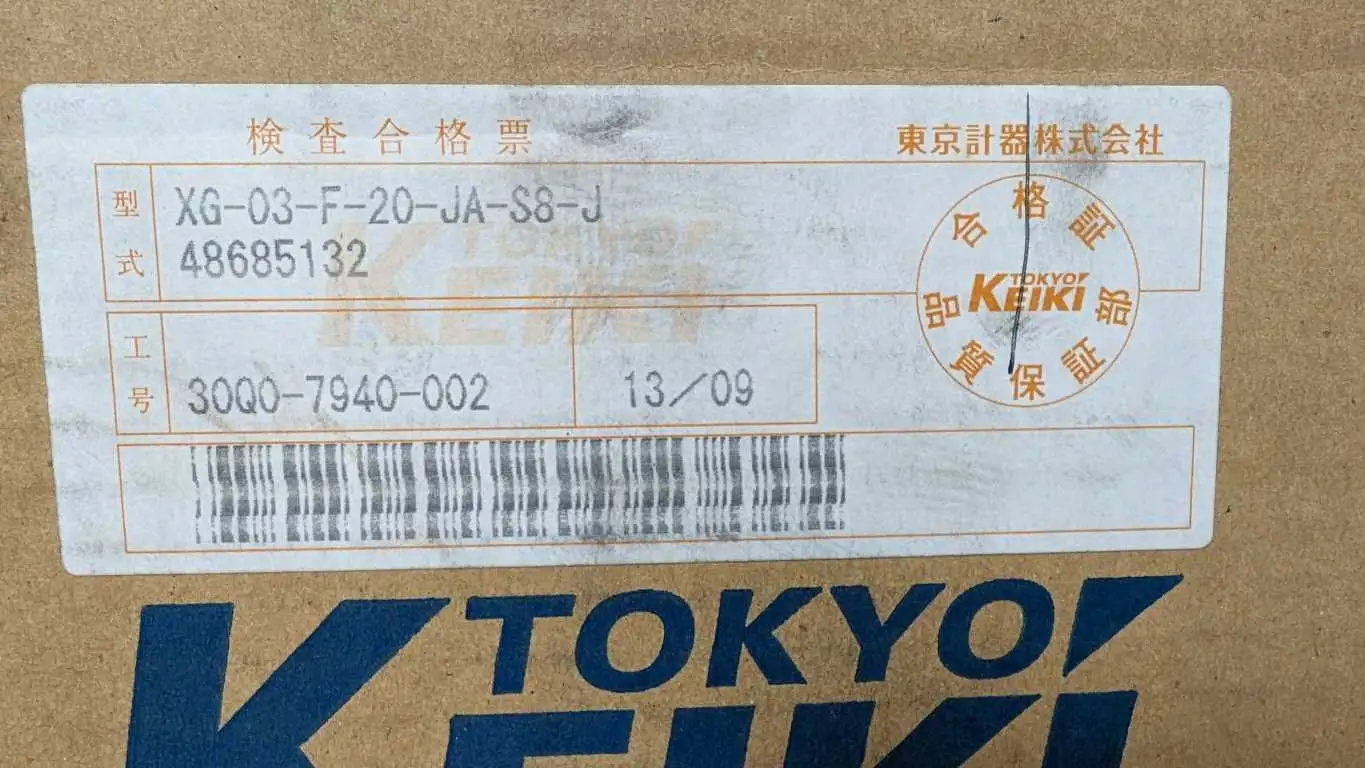 検査合格票
東京計器株式会社
型式
XG-03-F-20-JA-S8-J
48685132
合格証
TOKYO
KEIKI
品質保証部
TOKYO
KEIKI
工号
30Q0-7940-002
13/09
TOKYO
KEIKI